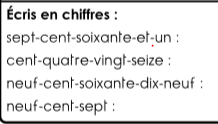 Écris en chiffres :
sept-cent-soixante-et-un :
cent-quatre-vingt-seize :
neuf-cent-soixante-dix-neuf :
neuf-cent-sept :